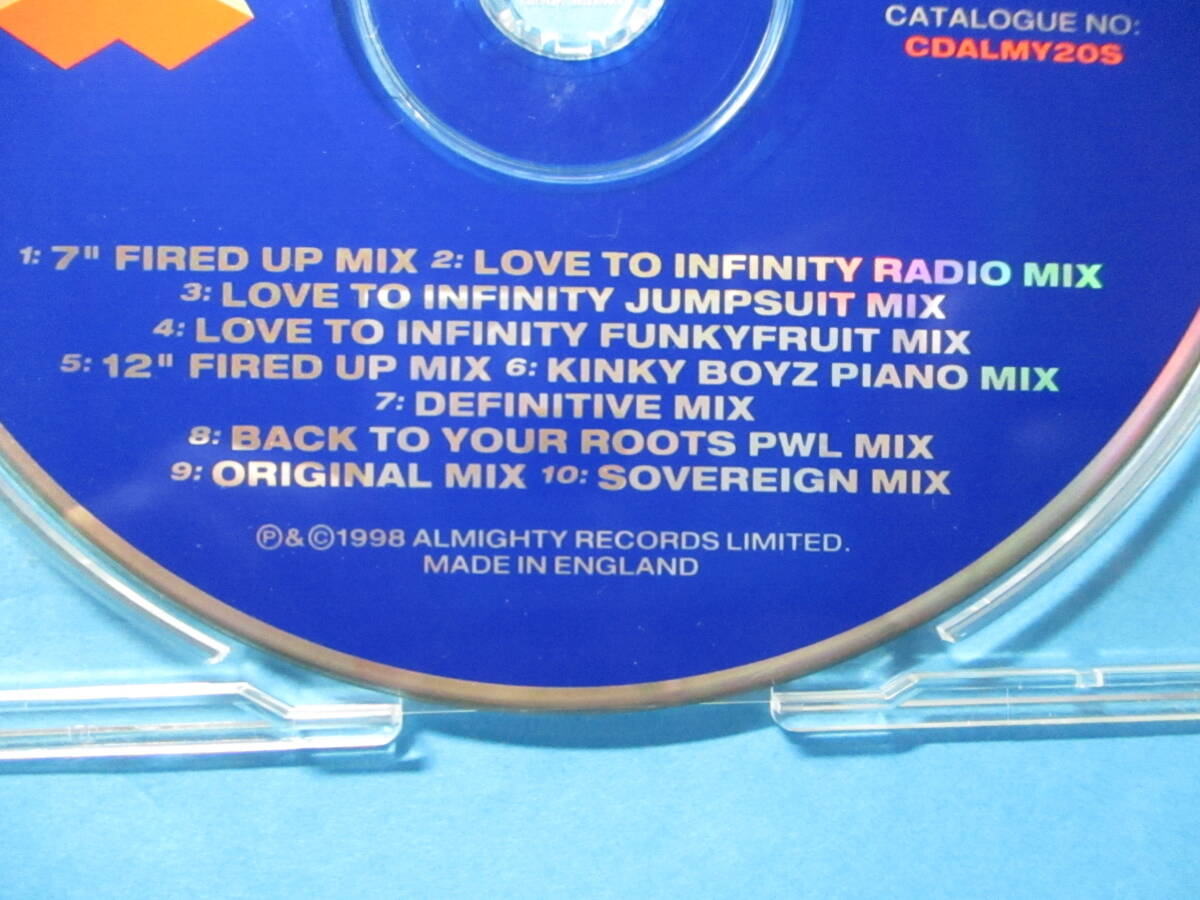 CATALOGUE NO:
CDALMY20S
1: 7" FIRED UP MIX 2: LOVE TO INFINITY RADIO MIX
3: LOVE TO INFINITY JUMPSUIT MIX
4: LOVE TO INFINITY FUNKYFRUIT MIX
5: 12" FIRED UP MIX 6: KINKY BOYZ PIANO MIX
7: DEFINITIVE MIX
8: BACK TO YOUR ROOTS PWL MIX
9: ORIGINAL MIX 10: SOVEREIGN MIX
Ⓟ&©1998 ALMIGHTY RECORDS LIMITED.
MADE IN ENGLAND